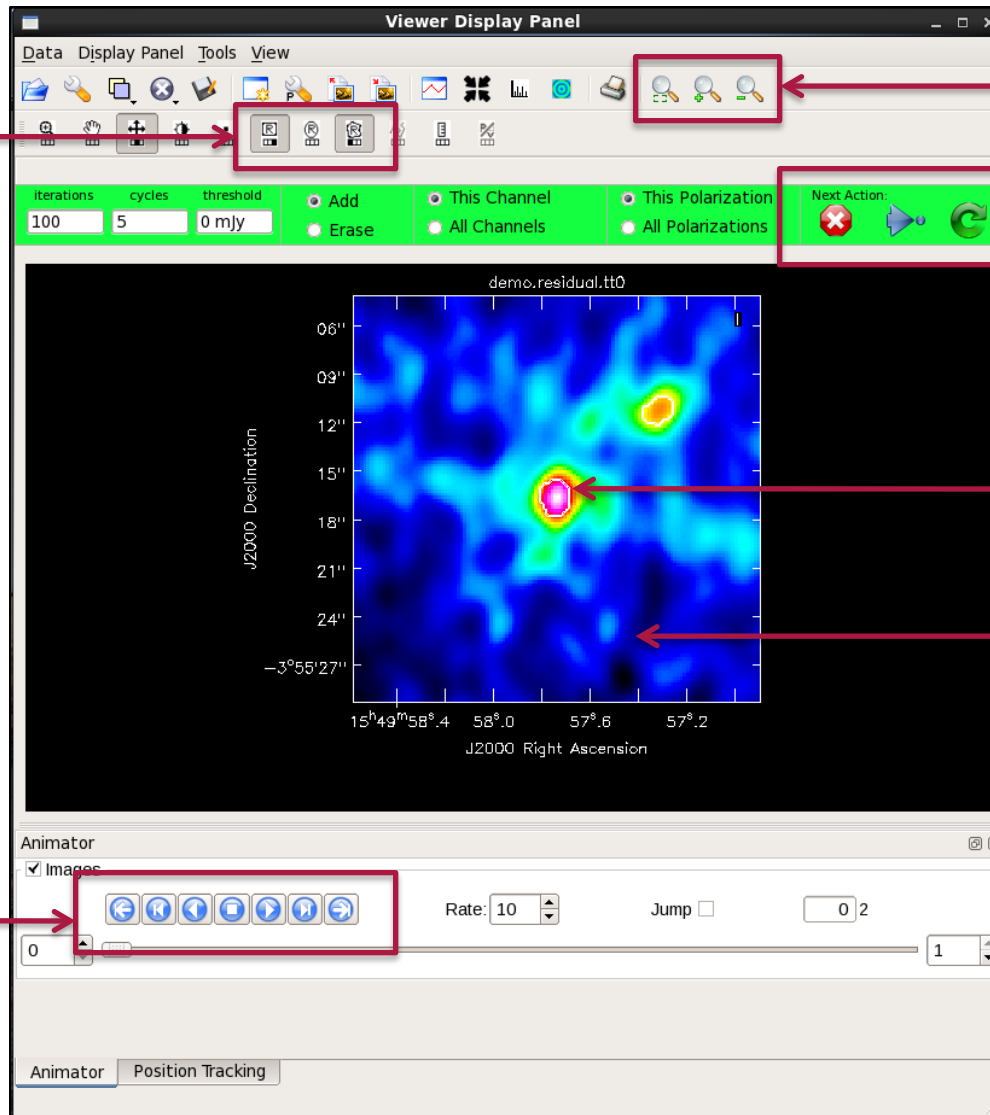 Viewer Display Panel
Data Display Panel Tools View
iterations cycles threshold
100 5 0 mJy
Add
Erase
This Channel
All Channels
This Polarization
All Polarizations
Next Action:
demo.residual.tt0
I
06"
09"
12"
15"
18"
21"
24"
−3°55'27"
J2000 Declination
15ʰ49ᵐ58ˢ.4 58ˢ.0 57ˢ.6 57ˢ.2
J2000 Right Ascension
Animator
Images
Rate: 10 Jump 0 2
0 1
Animator Position Tracking